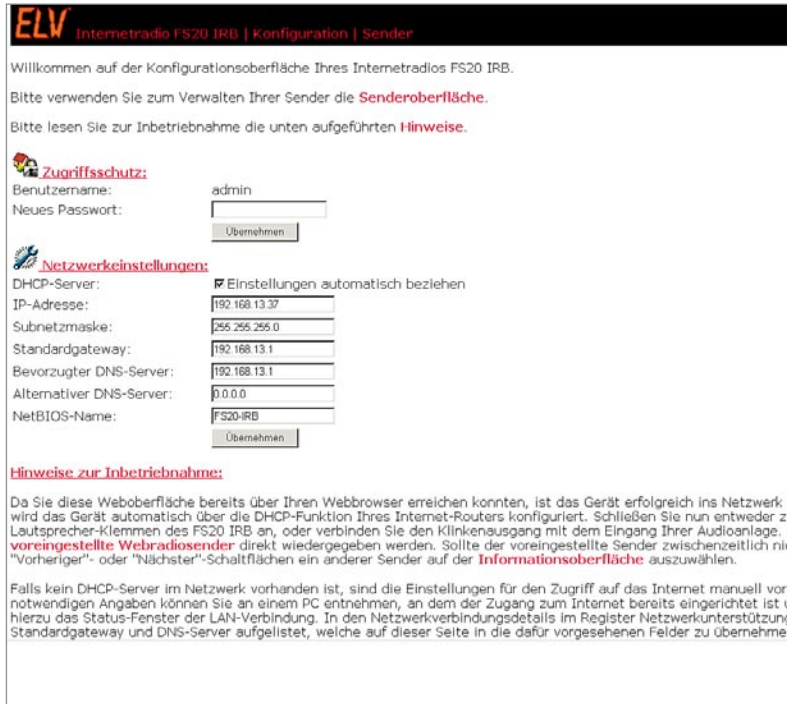 ELV Internetradio FS20 IRB | Konfiguration | Sender
Willkommen auf der Konfigurationsoberfläche Ihres Internetradios FS20 IRB.
Bitte verwenden Sie zum Verwalten Ihrer Sender die Senderoberfläche.
Bitte lesen Sie zur Inbetriebnahme die unten aufgeführten Hinweise.
Zugriffsschutz:
Benutzername: admin
Neues Passwort:
Übernehmen
Netzwerkeinstellungen:
DHCP-Server: Einstellungen automatisch beziehen
IP-Adresse: 192.168.13.37
Subnetzmaske: 255.255.255.0
Standardgateway: 192.168.13.1
Bevorzugter DNS-Server: 192.168.13.1
Alternativer DNS-Server: 0.0.0.0
NetBIOS-Name: FS20-IRB
Übernehmen
Hinweise zur Inbetriebnahme:
Da Sie diese Weboberfläche bereits über Ihren Webbrowser erreichen konnten, ist das Gerät erfolgreich ins Netzwerk
wird das Gerät automatisch über die DHCP-Funktion Ihres Internet-Routers konfiguriert. Schließen Sie nun entweder z
Lautsprecher-Klemmen des FS20 IRB an, oder verbinden Sie den Klinkenausgang mit dem Eingang Ihrer Audioanlage.
voreingestellte Webradiosender direkt wiedergegeben werden. Sollte der voreingestellte Sender zwischenzeitlich ni
"Vorheriger"- oder "Nächster"-Schaltflächen ein anderer Sender auf der Informationsoberfläche auszuwählen.
Falls kein DHCP-Server im Netzwerk vorhanden ist, sind die Einstellungen für den Zugriff auf das Internet manuell vor
notwendigen Angaben können Sie an einem PC entnehmen, an dem der Zugang zum Internet bereits eingerichtet ist u
hierzu das Status-Fenster der LAN-Verbindung. In den Netzwerkverbindungsdetails im Register Netzwerkunterstützung
Standardgateway und DNS-Server aufgelistet, welche auf dieser Seite in die dafür vorgesehenen Felder zu übernehme